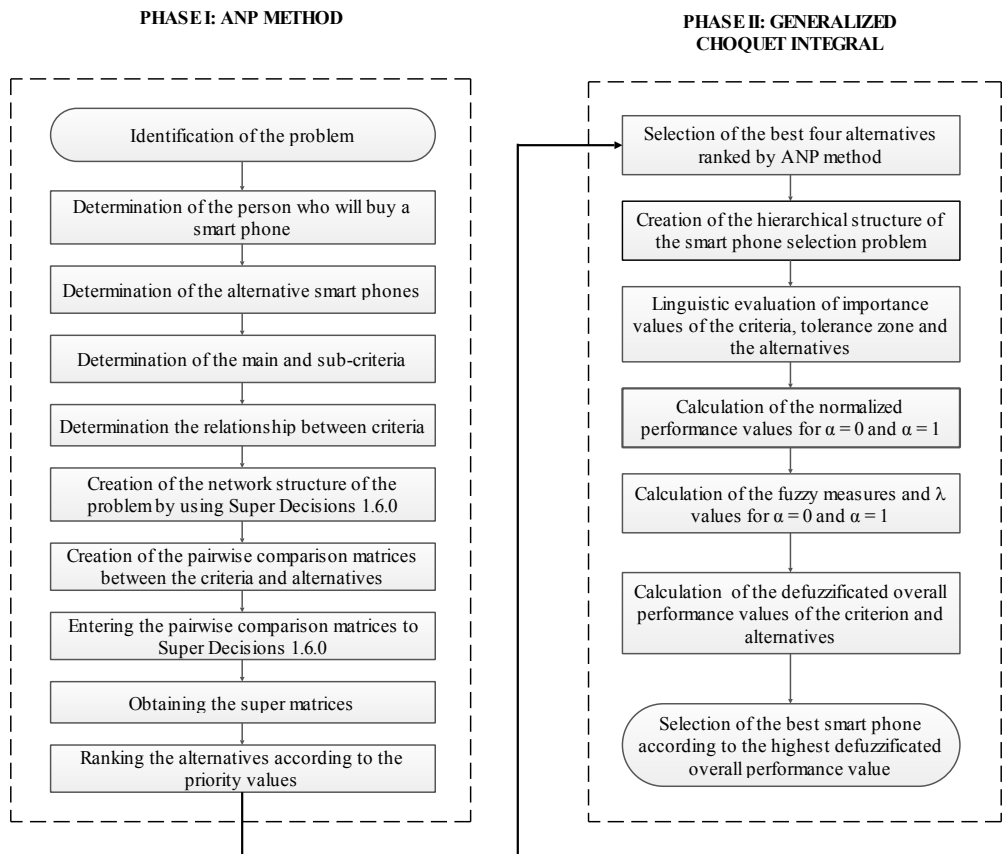 PHASE I: ANP METHOD
Identification of the problem
Determination of the person who will buy a
smart phone
Determination of the alternative smart phones
Determination of the main and sub-criteria
Determination the relationship between criteria
Creation of the network structure of the
problem by using Super Decisions 1.6.0
Creation of the pairwise comparison matrices
between the criteria and alternatives
Entering the pairwise comparison matrices to
Super Decisions 1.6.0
Obtaining the super matrices
Ranking the alternatives according to the
priority values
PHASE II: GENERALIZED
CHOQUET INTEGRAL
Selection of the best four alternatives
ranked by ANP method
Creation of the hierarchical structure of
the smart phone selection problem
Linguistic evaluation of importance
values of the criteria, tolerance zone and
the alternatives
Calculation of the normalized
performance values for α = 0 and α = 1
Calculation of the fuzzy measures and λ
values for α = 0 and α = 1
Calculation of the defuzzificated overall
performance values of the criterion and
alternatives
Selection of the best smart phone
according to the highest defuzzificated
overall performance value